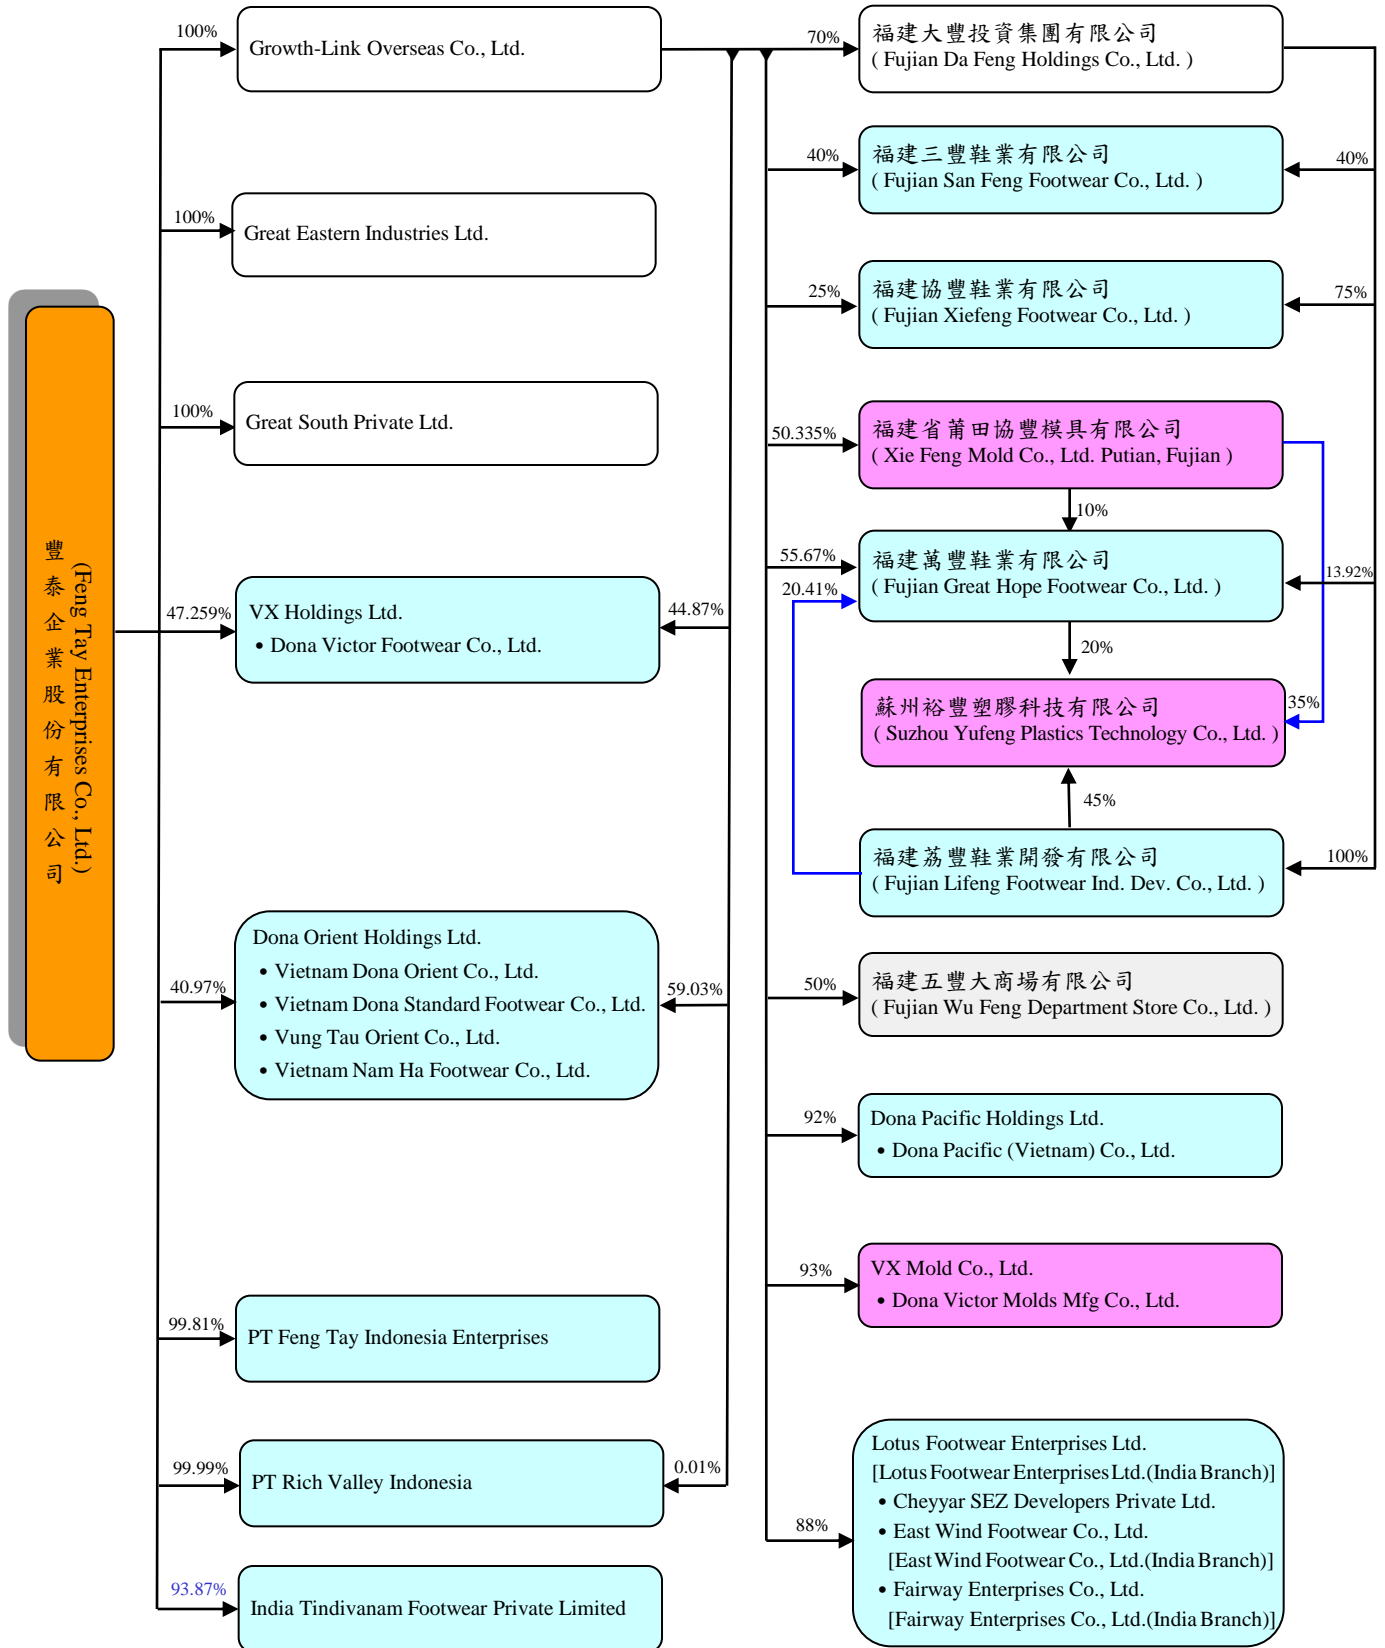 豐泰企業股份有限公司
(Feng Tay Enterprises Co., Ltd.)
100%
Growth-Link Overseas Co., Ltd.
100%
Great Eastern Industries Ltd.
100%
Great South Private Ltd.
47.259%
VX Holdings Ltd.
• Dona Victor Footwear Co., Ltd.
44.87%
40.97%
Dona Orient Holdings Ltd.
• Vietnam Dona Orient Co., Ltd.
• Vietnam Dona Standard Footwear Co., Ltd.
• Vung Tau Orient Co., Ltd.
• Vietnam Nam Ha Footwear Co., Ltd.
59.03%
99.81%
PT Feng Tay Indonesia Enterprises
99.99%
PT Rich Valley Indonesia
0.01%
93.87%
India Tindivanam Footwear Private Limited
70%
福建大豐投資集團有限公司
( Fujian Da Feng Holdings Co., Ltd. )
40%
福建三豐鞋業有限公司
( Fujian San Feng Footwear Co., Ltd. )
40%
25%
福建協豐鞋業有限公司
( Fujian Xiefeng Footwear Co., Ltd. )
75%
50.335%
福建省莆田協豐模具有限公司
( Xie Feng Mold Co., Ltd. Putian, Fujian )
10%
55.67%
20.41%
福建萬豐鞋業有限公司
( Fujian Great Hope Footwear Co., Ltd. )
13.92%
20%
蘇州裕豐塑膠科技有限公司
( Suzhou Yufeng Plastics Technology Co., Ltd. )
35%
45%
福建荔豐鞋業開發有限公司
( Fujian Lifeng Footwear Ind. Dev. Co., Ltd. )
100%
50%
福建五豐大商場有限公司
( Fujian Wu Feng Department Store Co., Ltd. )
92%
Dona Pacific Holdings Ltd.
• Dona Pacific (Vietnam) Co., Ltd.
93%
VX Mold Co., Ltd.
• Dona Victor Molds Mfg Co., Ltd.
88%
Lotus Footwear Enterprises Ltd.
[Lotus Footwear Enterprises Ltd.(India Branch)]
• Cheyyar SEZ Developers Private Ltd.
• East Wind Footwear Co., Ltd.
[East Wind Footwear Co., Ltd.(India Branch)]
• Fairway Enterprises Co., Ltd.
[Fairway Enterprises Co., Ltd.(India Branch)]